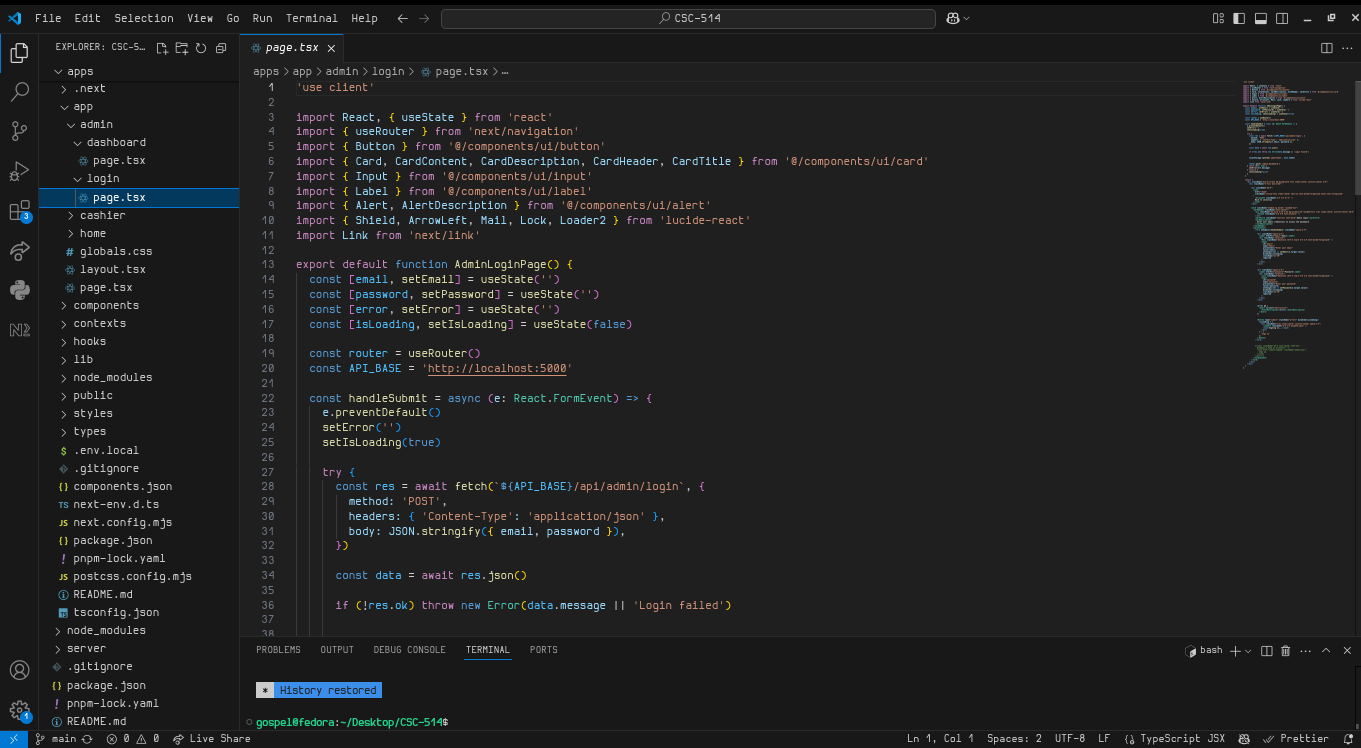 File Edit Selection View Go Run Terminal Help
CSC-514
EXPLORER: CSC-5...
apps
.next
app
admin
dashboard
page.tsx
login
page.tsx
cashier
home
# globals.css
layout.tsx
page.tsx
components
contexts
hooks
lib
node_modules
public
styles
types
$ .env.local
.gitignore
{} components.json
TS next-env.d.ts
JS next.config.mjs
{} package.json
! pnpm-lock.yaml
JS postcss.config.mjs
README.md
tsconfig.json
node_modules
server
.gitignore
{} package.json
! pnpm-lock.yaml
README.md
3
1
page.tsx
apps > app > admin > login > page.tsx > ...
1 'use client'
2
3 import React, { useState } from 'react'
4 import { useRouter } from 'next/navigation'
5 import { Button } from '@/components/ui/button'
6 import { Card, CardContent, CardDescription, CardHeader, CardTitle } from '@/components/ui/card'
7 import { Input } from '@/components/ui/input'
8 import { Label } from '@/components/ui/label'
9 import { Alert, AlertDescription } from '@/components/ui/alert'
10 import { Shield, ArrowLeft, Mail, Lock, Loader2 } from 'lucide-react'
11 import Link from 'next/link'
12
13 export default function AdminLoginPage() {
14 const [email, setEmail] = useState('')
15 const [password, setPassword] = useState('')
16 const [error, setError] = useState('')
17 const [isLoading, setIsLoading] = useState(false)
18
19 const router = useRouter()
20 const API_BASE = 'http://localhost:5000'
21
22 const handleSubmit = async (e: React.FormEvent) => {
23 e.preventDefault()
24 setError('')
25 setIsLoading(true)
26
27 try {
28 const res = await fetch(`${API_BASE}/api/admin/login`, {
29 method: 'POST',
30 headers: { 'Content-Type': 'application/json' },
31 body: JSON.stringify({ email, password }),
32 })
33
34 const data = await res.json()
35
36 if (!res.ok) throw new Error(data.message || 'Login failed')
37
38
PROBLEMS OUTPUT DEBUG CONSOLE TERMINAL PORTS
bash
* History restored
gospel@fedora:~/Desktop/CSC-514$
main 0 0 Live Share
Ln 1, Col 1 Spaces: 2 UTF-8 LF {} TypeScript JSX Prettier